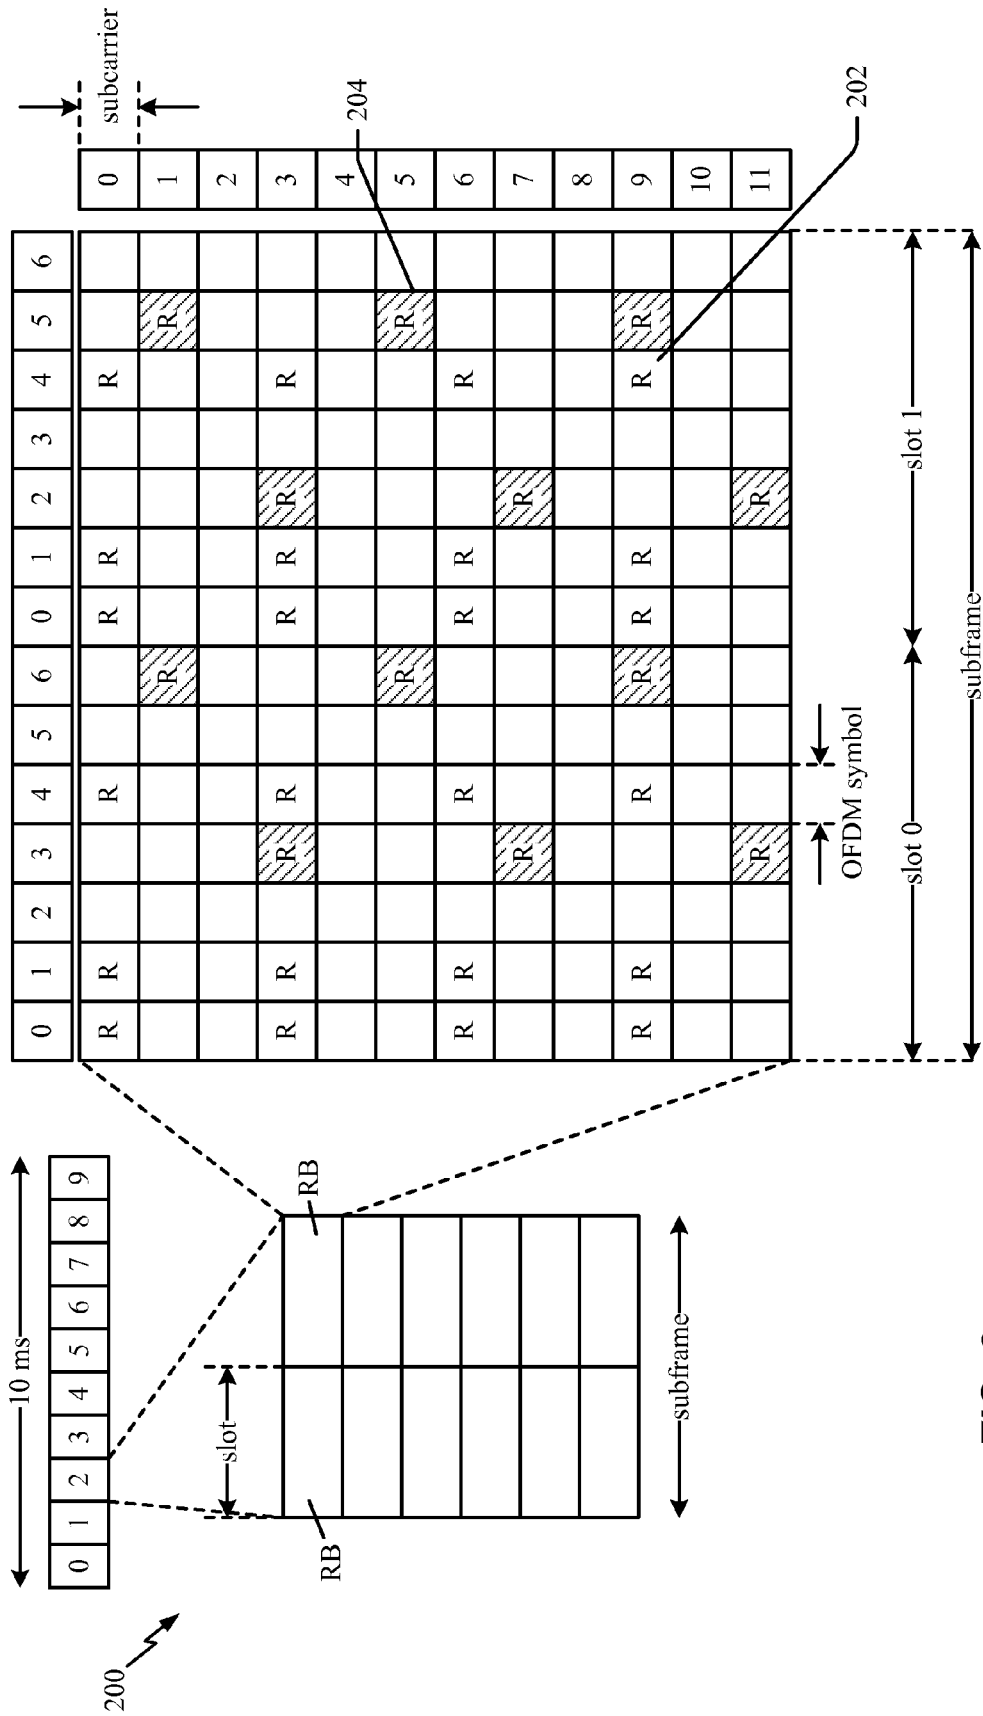 200
10 ms
0 1 2 3 4 5 6 7 8 9
slot
RB
RB
subframe
0 1 2 3 4 5 6 0 1 2 3 4 5 6
subcarrier
R R R R R R 0
R R 1
2
R R R R R R R R 3
4
R R 5
204
R R R R R R 6
R R 7
8
R R R R R R R R 9
10
R R 11
202
OFDM symbol
slot 0
slot 1
subframe